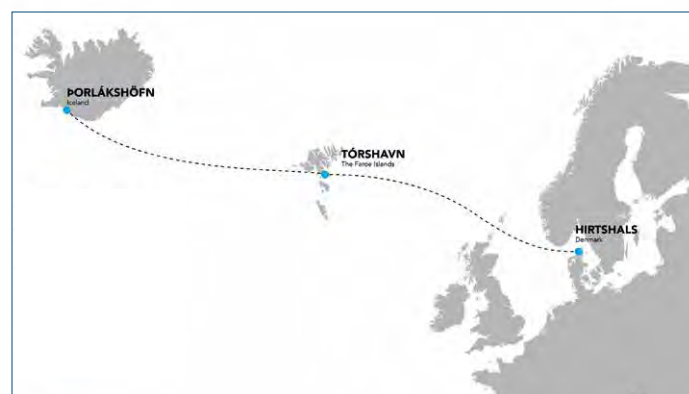 ÞORLÁKSHÖFN
Iceland
TÓRSHAVN
The Faroe Islands
HIRTSHALS
Denmark